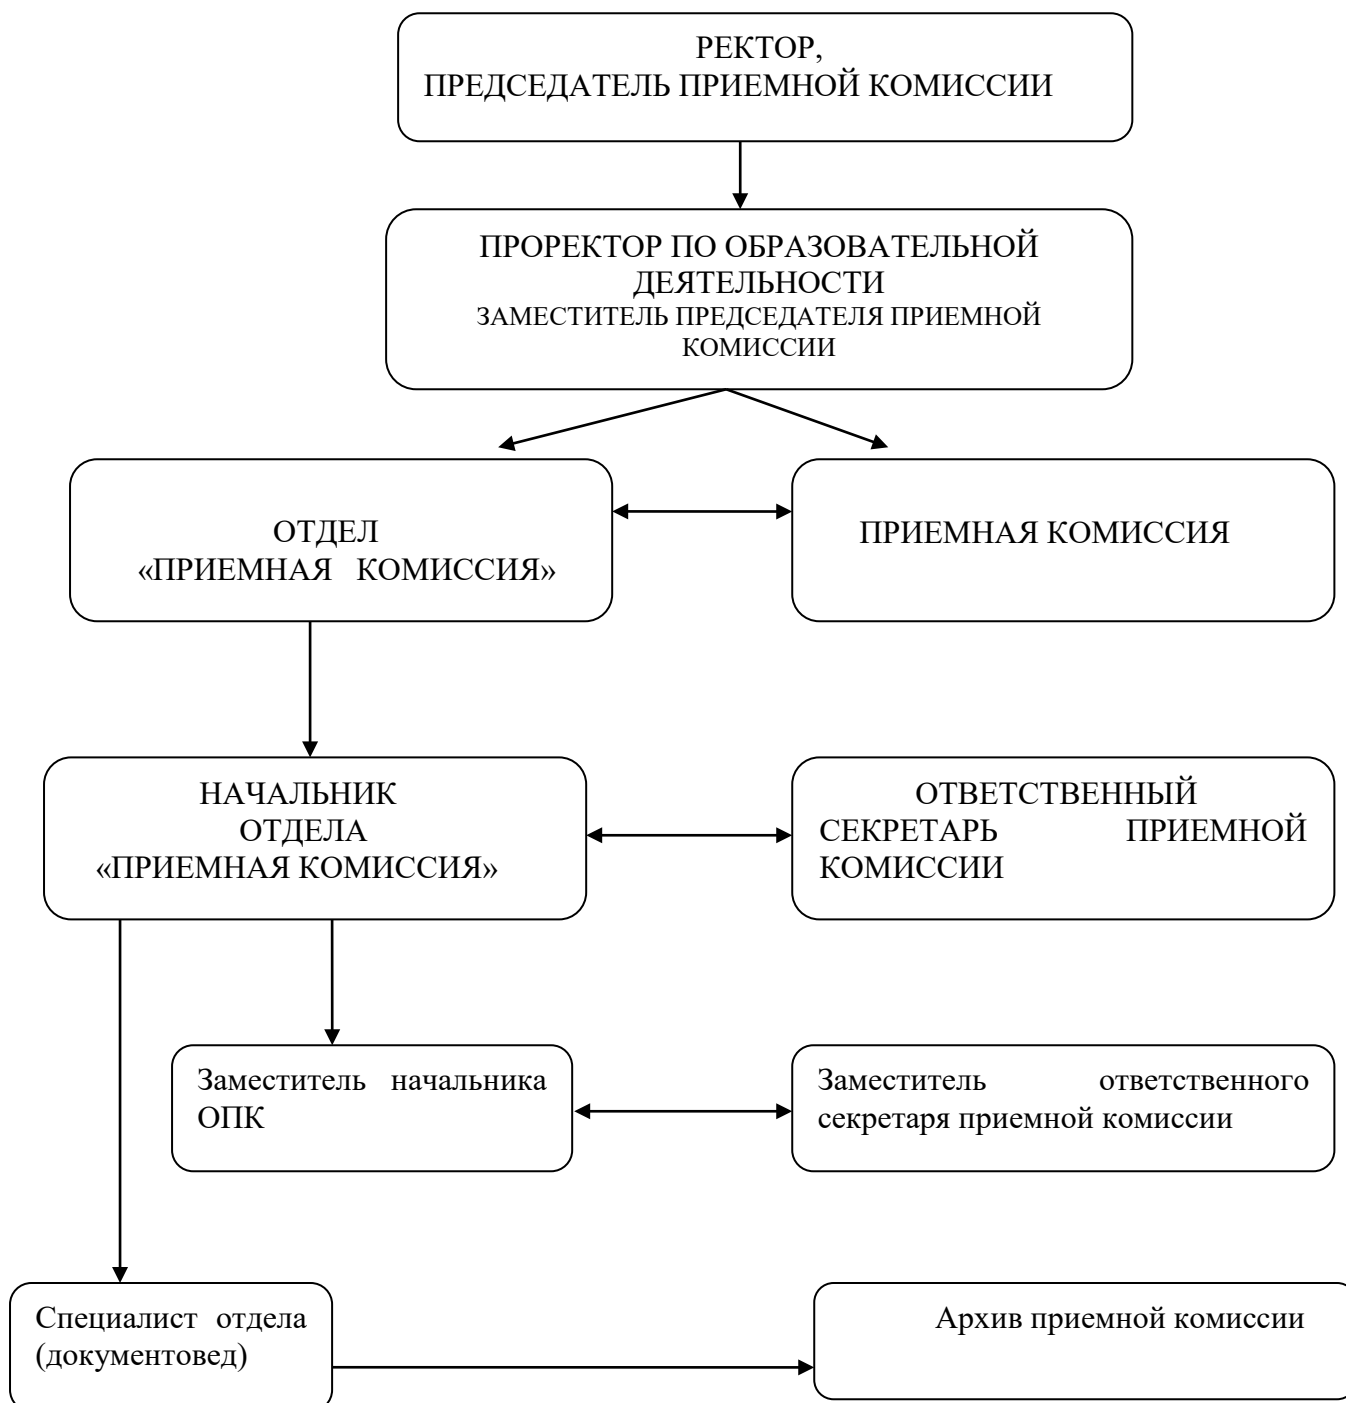 РЕКТОР,
ПРЕДСЕДАТЕЛЬ ПРИЕМНОЙ КОМИССИИ
ПРОРЕКТОР ПО ОБРАЗОВАТЕЛЬНОЙ
ДЕЯТЕЛЬНОСТИ
ЗАМЕСТИТЕЛЬ ПРЕДСЕДАТЕЛЯ ПРИЕМНОЙ
КОМИССИИ
ОТДЕЛ
«ПРИЕМНАЯ КОМИССИЯ»
ПРИЕМНАЯ КОМИССИЯ
НАЧАЛЬНИК
ОТДЕЛА
«ПРИЕМНАЯ КОМИССИЯ»
ОТВЕТСТВЕННЫЙ
СЕКРЕТАРЬ ПРИЕМНОЙ
КОМИССИИ
Заместитель начальника
ОПК
Заместитель ответственного
секретаря приемной комиссии
Специалист отдела
(документовед)
Архив приемной комиссии